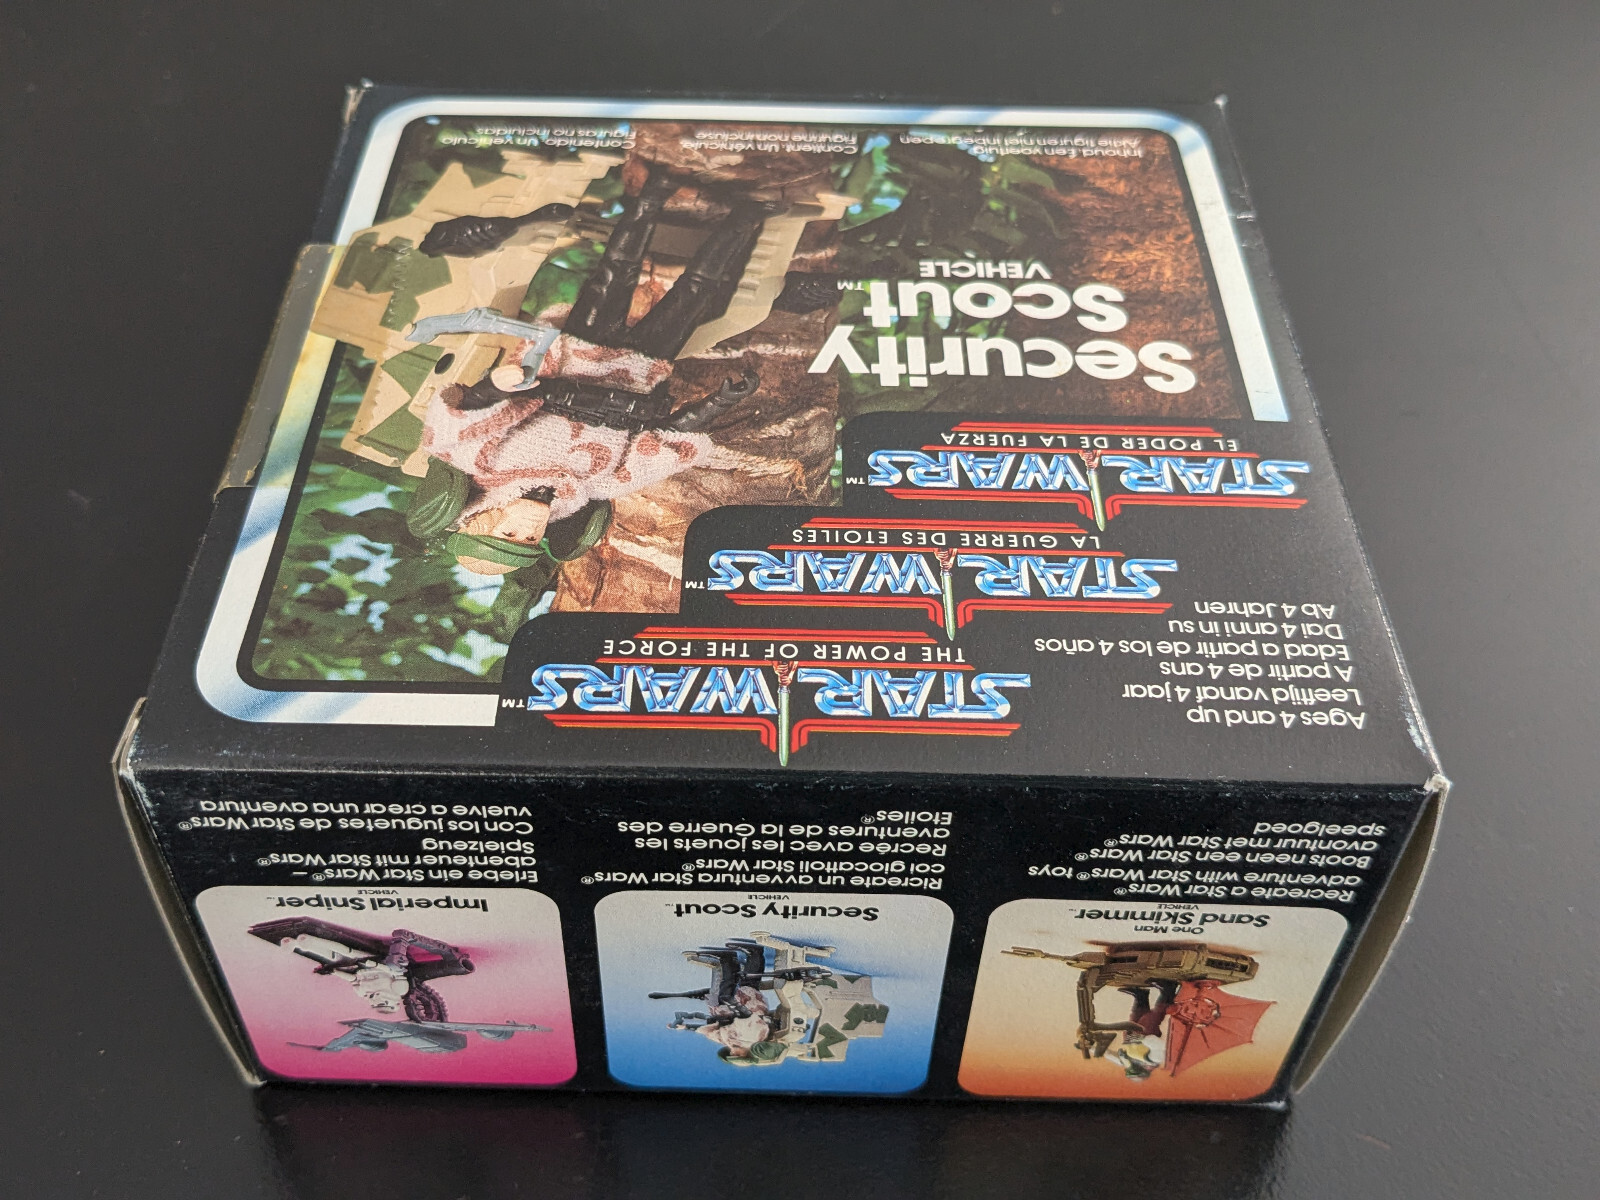 Ages 4 and up
Leeftijd vanaf 4 jaar
A partir de 4 ans
Edad a partir de los 4 años
Dai 4 anni in su
Ab 4 Jahren
STAR WARS™
THE POWER OF THE FORCE
STAR WARS™
LA GUERRE DES ETOILES
STAR WARS™
EL PODER DE LA FUERZA
Security
Scout™
VEHICLE
Inhoud. Een voertuig
Aktie figuren niet inbegrepen
Contient. Un véhicule
Figurine non incluse
Contenido. Un vehículo
Figuras no incluidas
One Man
Sand Skimmer™
VEHICLE
Recreate a Star Wars®
adventure with Star Wars® toys
Boots neen een Star Wars®
avontuur met Star Wars®
speelgoed
Security Scout™
VEHICLE
Ricreate un avventura Star Wars®
col giocattoli Star Wars®
Recrée avec les jouets les
aventures de la Guerre des
Etoiles®
Imperial Sniper™
VEHICLE
Erlebe ein Star Wars® –
abenteuer mit Star Wars®
Spielzeug
Con los juguetes de Star Wars®
vuelve a crear una aventura